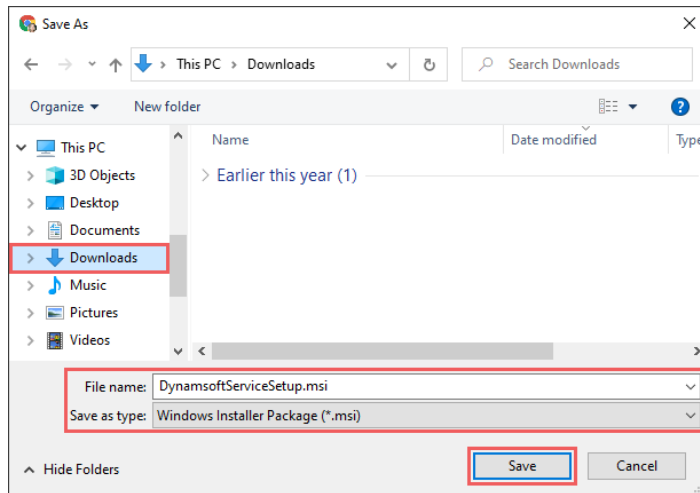 Save As
This PC > Downloads
Search Downloads
Organize
New folder
Name
Date modified
Type
This PC
3D Objects
Desktop
Documents
Downloads
Music
Pictures
Videos
Earlier this year (1)
File name: DynamsoftServiceSetup.msi
Save as type: Windows Installer Package (*.msi)
Hide Folders
Save
Cancel